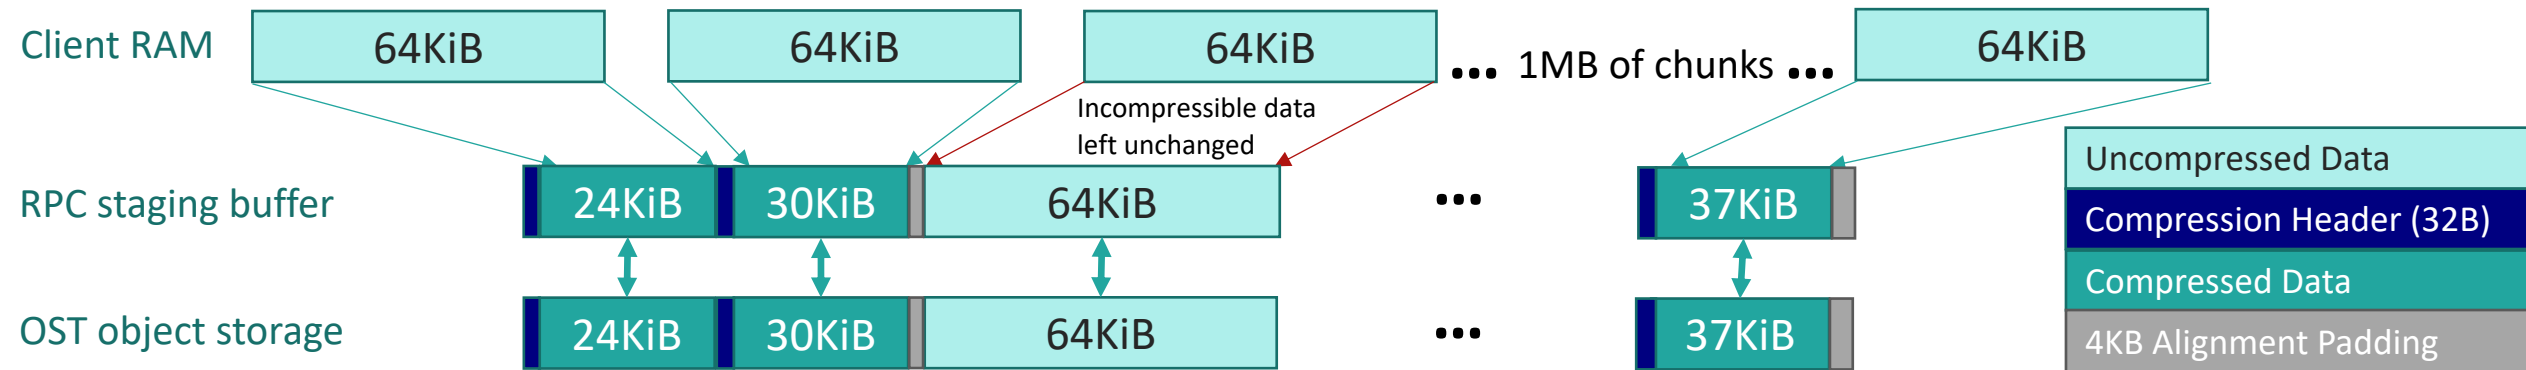 Client RAM
64KiB
64KiB
64KiB
... 1MB of chunks ...
64KiB
Incompressible data
left unchanged
RPC staging buffer
24KiB
30KiB
64KiB
...
37KiB
OST object storage
24KiB
30KiB
64KiB
...
37KiB
Uncompressed Data
Compression Header (32B)
Compressed Data
4KB Alignment Padding